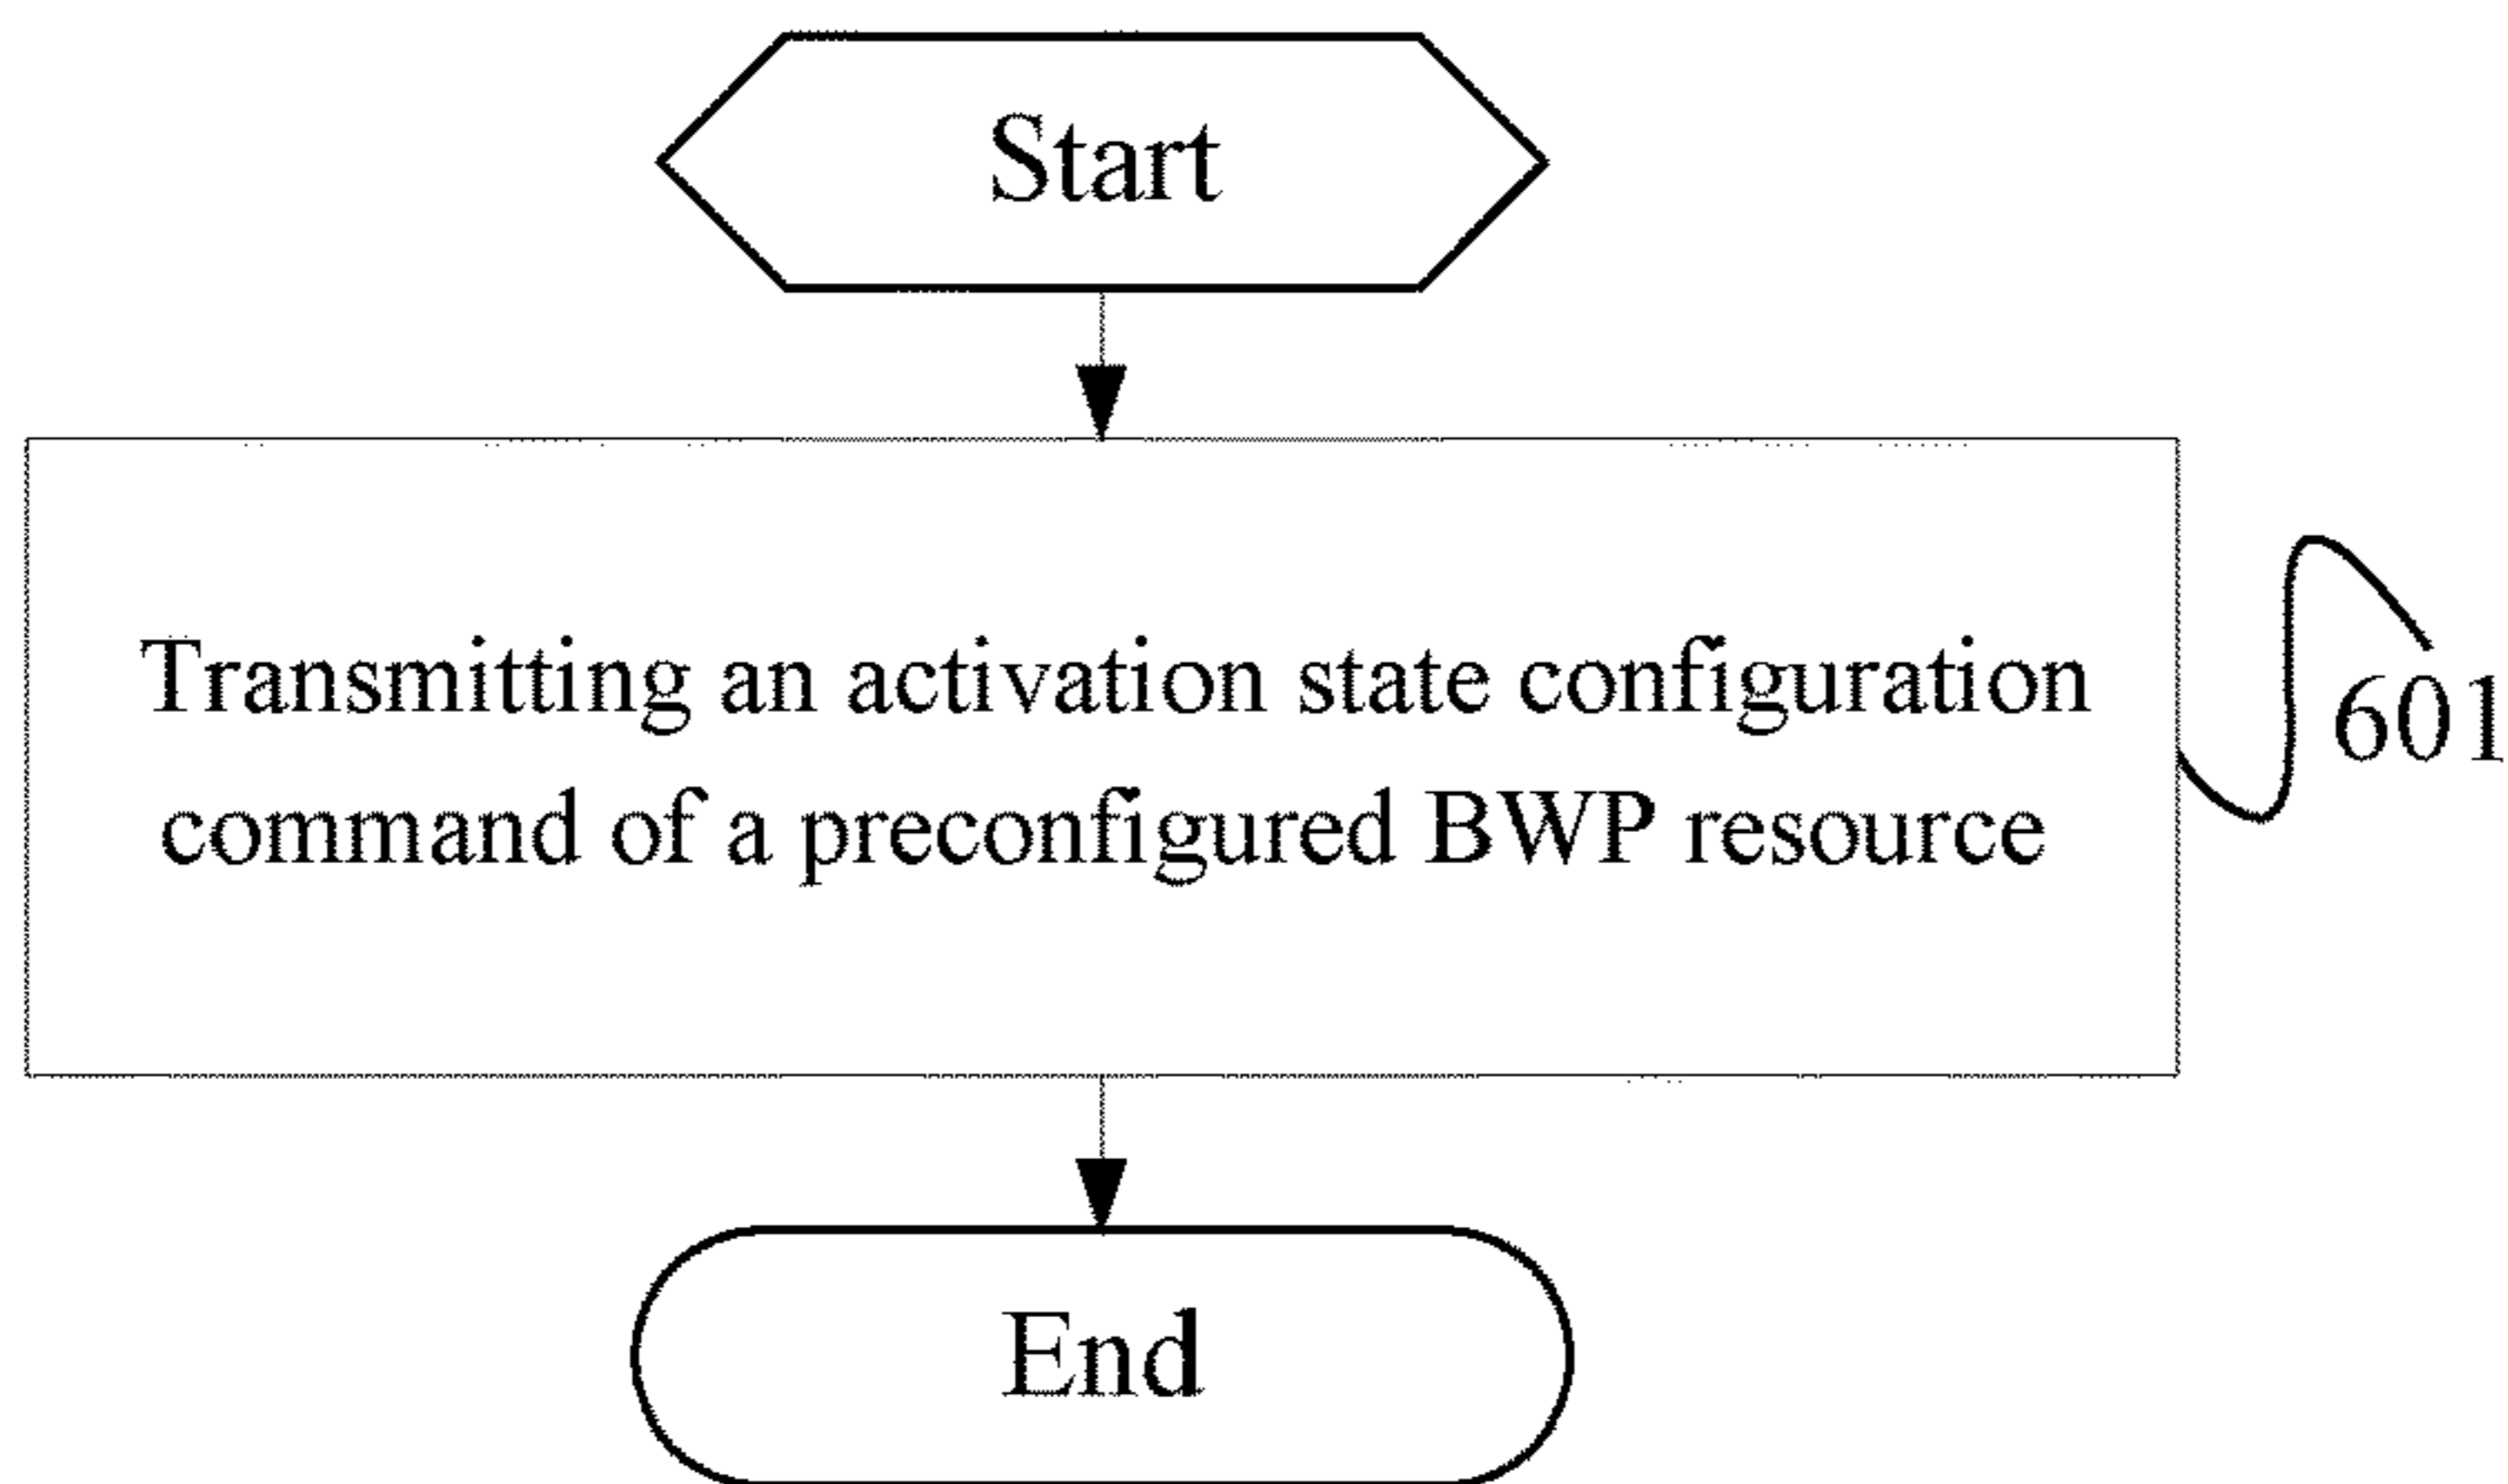 Start
Transmitting an activation state configuration
command of a preconfigured BWP resource
601
End